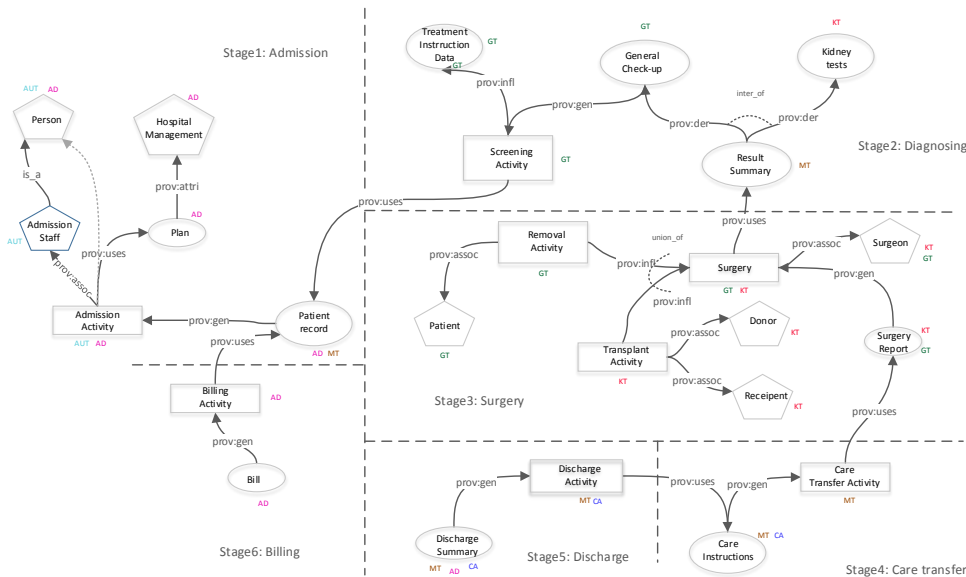 Stage1: Admission
AUT AD
Person
AD
Hospital
Management
is_a
prov:attri
Admission
Staff
AUT
AD
Plan
prov:uses
prov:assoc
Admission
Activity
AUT AD
prov:gen
Patient
record
AD MT
prov:uses
Treatment
Instrruction
Data
GT
GT
prov:infl
GT
General
Check-up
prov:gen
KT
Kidney
tests
inter_of
prov:der
prov:der
Screening
Activity
GT
Result
Summary
MT
Stage2: Diagnosing
prov:uses
prov:uses
Removal
Activity
GT
prov:assoc
Patient
GT
union_of
prov:infl
prov:infl
Surgery
GT KT
prov:assoc
Surgeon
KT
GT
prov:gen
Transplant
Activity
KT
prov:assoc
Donor
KT
prov:assoc
Receipent
KT
Surgery
Report
KT
GT
Stage3: Surgery
prov:uses
Billing
Activity
AD
prov:gen
Bill
AD
Stage6: Billing
Discharge
Activity
MT CA
prov:gen
Discharge
Summary
MT AD CA
Stage5: Discharge
prov:uses
prov:gen
Care
Transfer Activity
MT
MT CA
Care
Instructions
Stage4: Care transfer